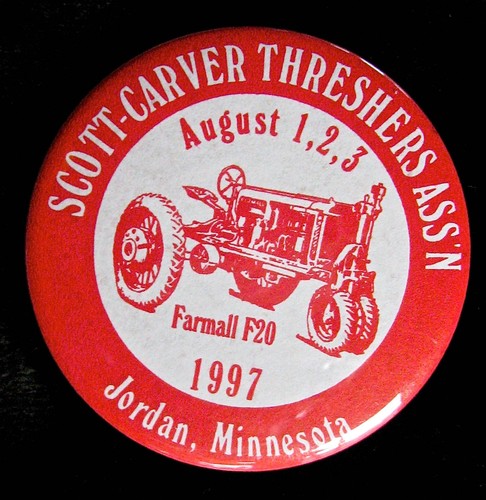 SCOTT-CARVER THRESHERS ASS'N
August 1,2,3
Farmall F20
1997
Jordan, Minnesota